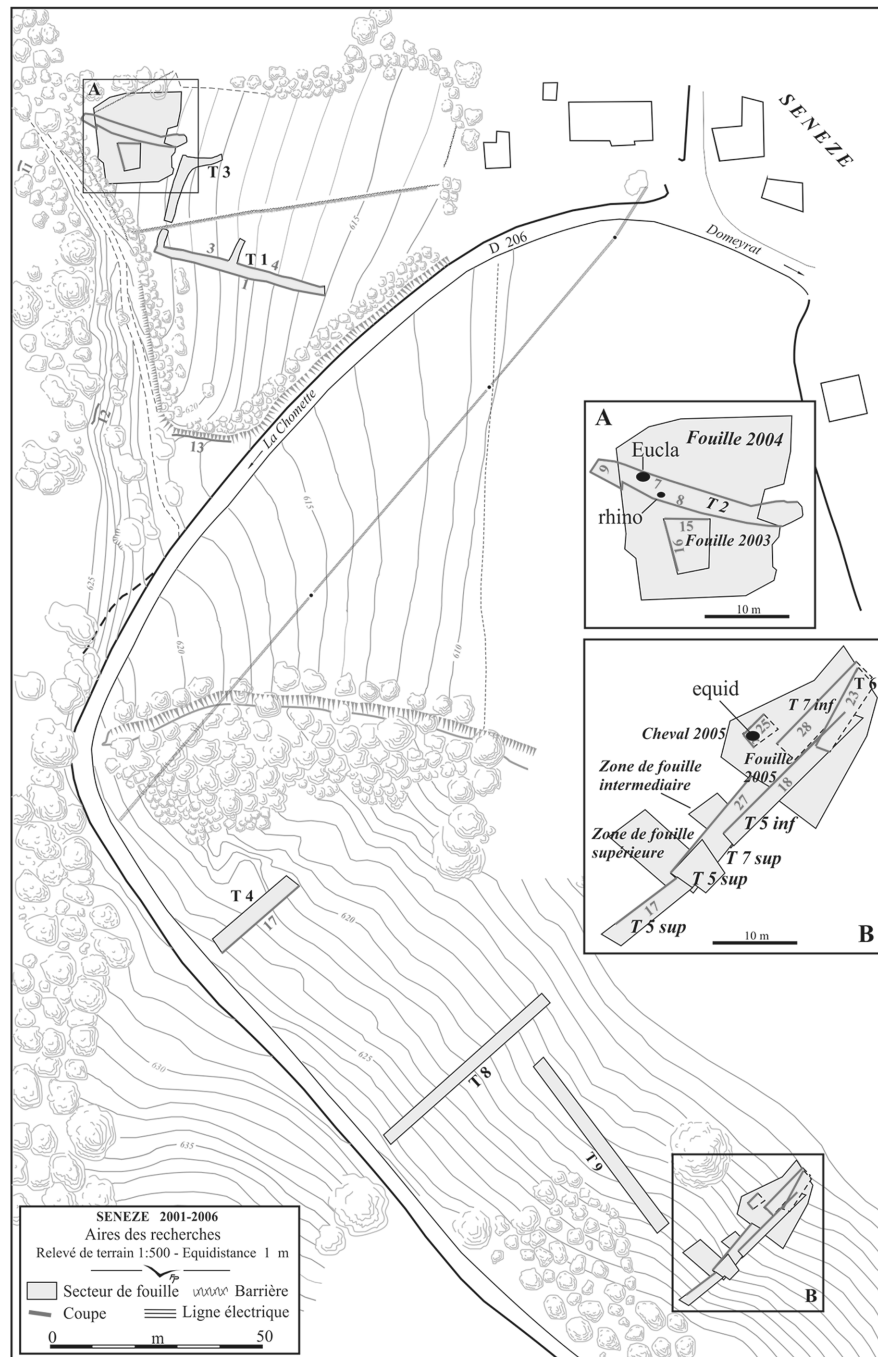 A
SENEZE
11
T 3
615
3
T 1
4
1
D 206
Domeyrat
620
La Chomette
12
13
A
Fouille 2004
Eucla
9
7
8
T 2
rhino
15
16
Fouille 2003
10 m
615
625
620
610
equid
T 6
T 7 inf
23
25
Cheval 2005
28
Fouille
2005
Zone de fouille
intermediaire
18
27
T 5 inf
Zone de fouille
supérieure
T 7 sup
T 5 sup
17
T 5 sup
10 m
B
T 4
17
620
625
T 8
630
T 9
635
B
SENEZE 2001-2006
Aires des recherches
Relevé de terrain 1:500 - Equidistance 1 m
Secteur de fouille
Barrière
Coupe
Ligne électrique
0 m 50